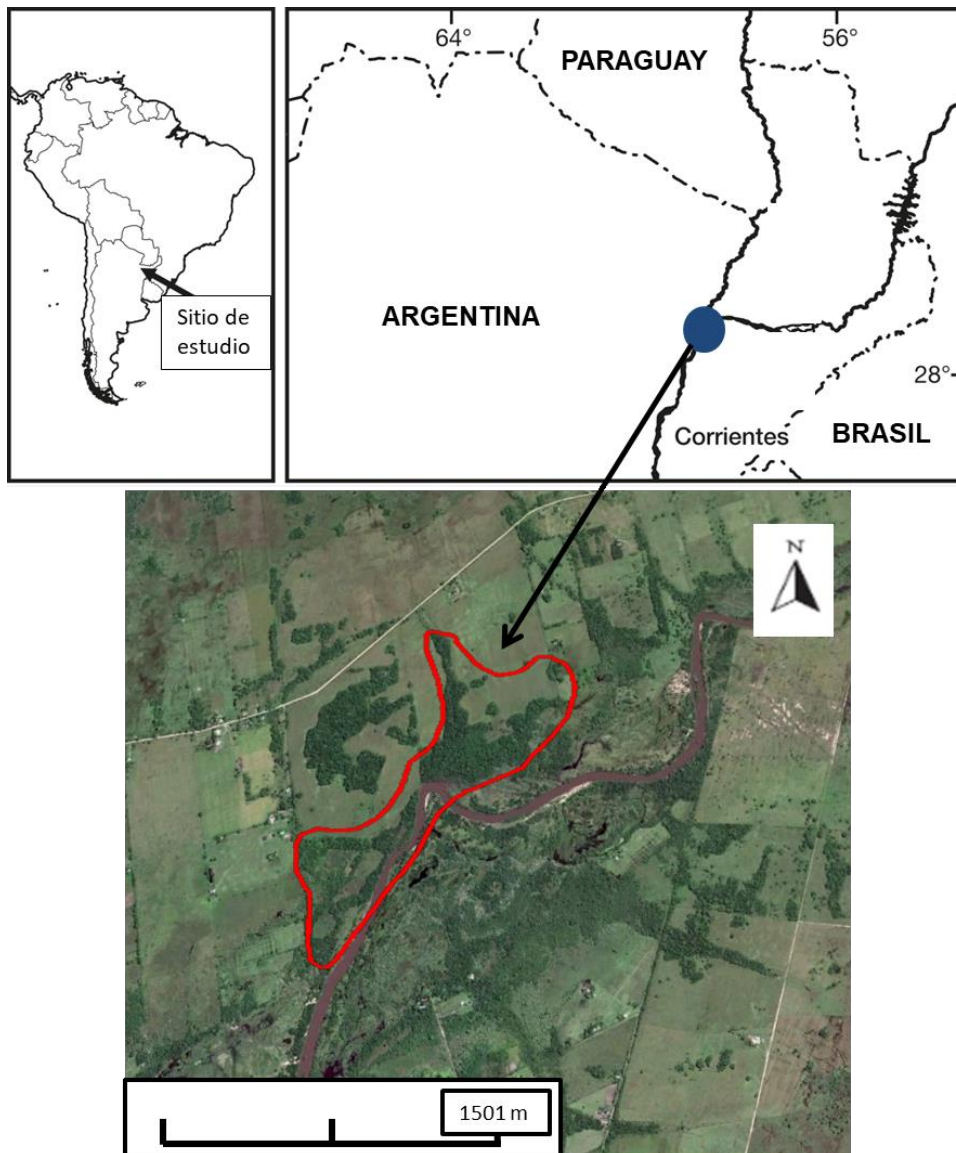 64°
56°
PARAGUAY
Sitio de
estudio
ARGENTINA
28°
Corrientes
BRASIL
N
1501 m